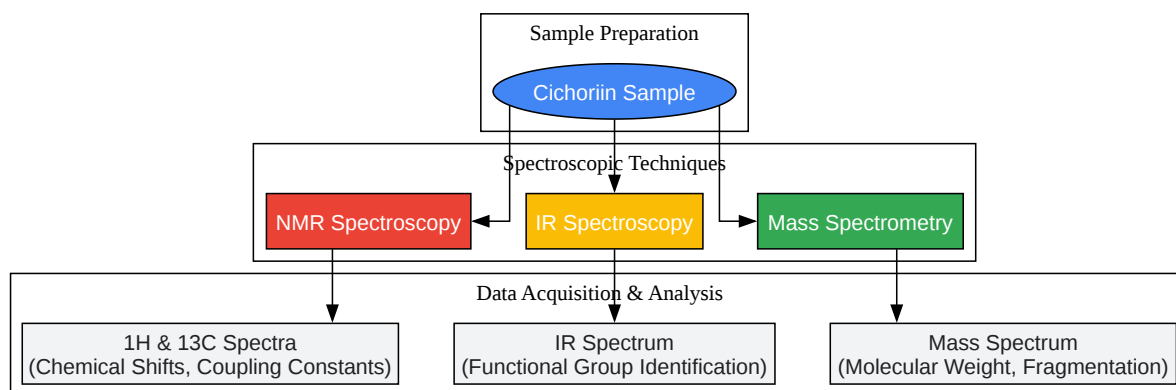 Sample Preparation
Cichoriin Sample
Spectroscopic Techniques
NMR Spectroscopy
IR Spectroscopy
Mass Spectrometry
Data Acquisition & Analysis
1H & 13C Spectra
(Chemical Shifts, Coupling Constants)
IR Spectrum
(Functional Group Identification)
Mass Spectrum
(Molecular Weight, Fragmentation)